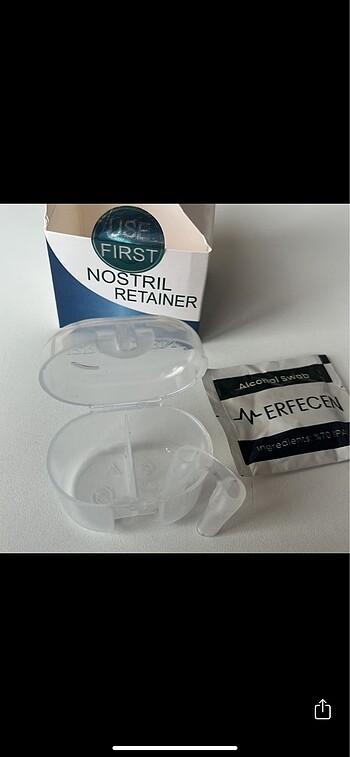 USE
FIRST
NOSTRIL
RETAINER
Alcohol Swab
ERFECEN
Ingredients: %70 IPA